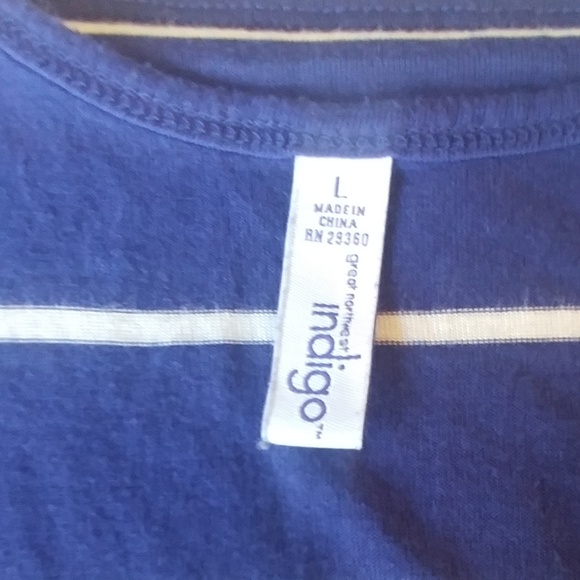 L
MADE IN
CHINA
RN 29360
great northwest
indigo™